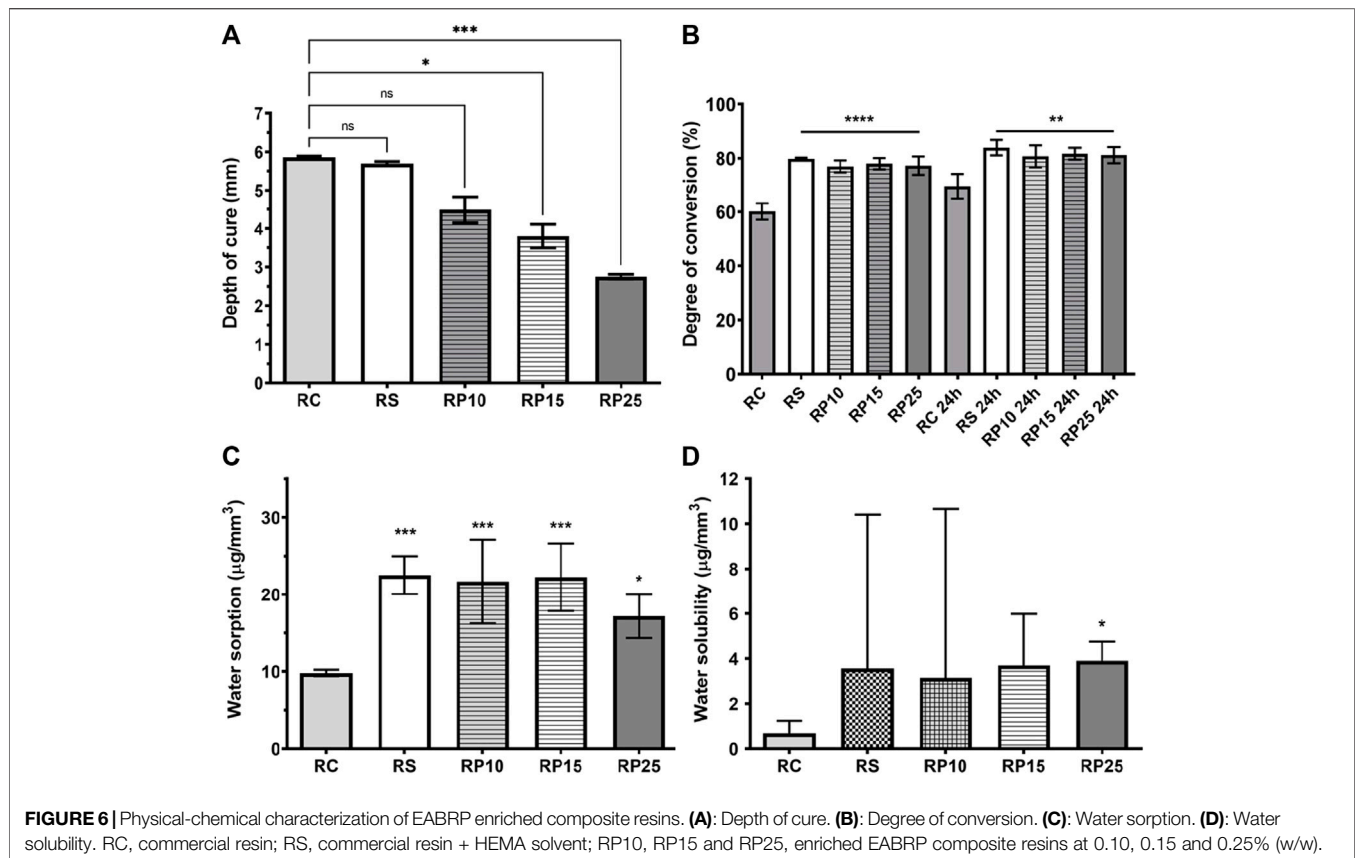 A
***
*
ns
ns
7
6
5
4
3
2
1
0
Depth of cure (mm)
RC RS RP10 RP15 RP25
B
**** **
100
80
60
40
20
0
Degree of conversion (%)
RC RS RP10 RP15 RP25 RC 24h RS 24h RP10 24h RP15 24h RP25 24h
C
*** *** *** *
30
20
10
0
Water sorption (µg/mm³)
RC RS RP10 RP15 RP25
D
*
12
10
8
6
4
2
0
Water solubility (µg/mm³)
RC RS RP10 RP15 RP25
FIGURE 6 | Physical-chemical characterization of EABRP enriched composite resins. (A): Depth of cure. (B): Degree of conversion. (C): Water sorption. (D): Water
solubility. RC, commercial resin; RS, commercial resin + HEMA solvent; RP10, RP15 and RP25, enriched EABRP composite resins at 0.10, 0.15 and 0.25% (w/w).